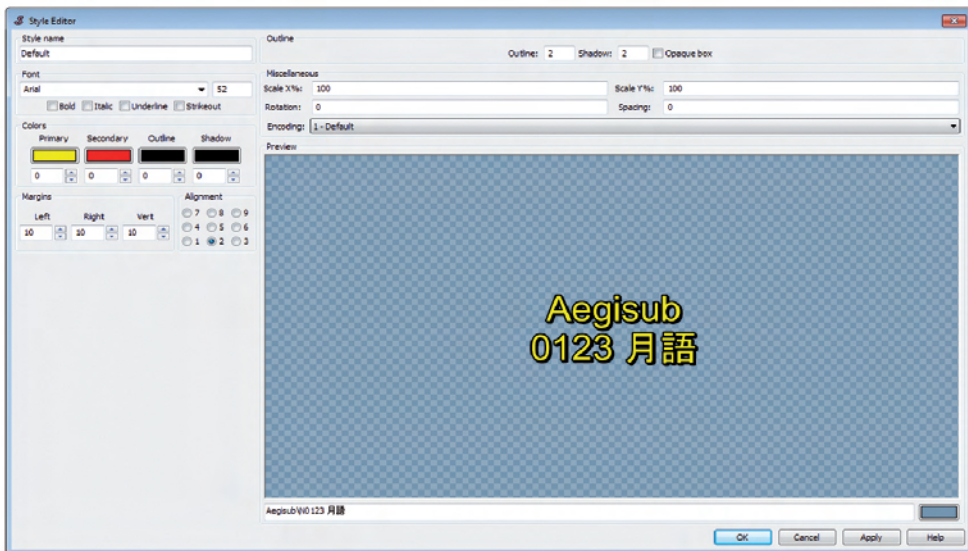 Style Editor
Style name
Default
Font
Arial 52
Bold Italic Underline Strikeout
Colors
Primary Secondary Outline Shadow
0 0 0 0
Margins
Left Right Vert
10 10 10
Alignment
7 8 9
4 5 6
1 2 3
Outline
Outline: 2 Shadow: 2 Opaque box
Miscellaneous
Scale X%: 100 Scale Y%: 100
Rotation: 0 Spacing: 0
Encoding: 1 - Default
Preview
Aegisub
0123 月語
Aegisub\N0123 月語
OK Cancel Apply Help